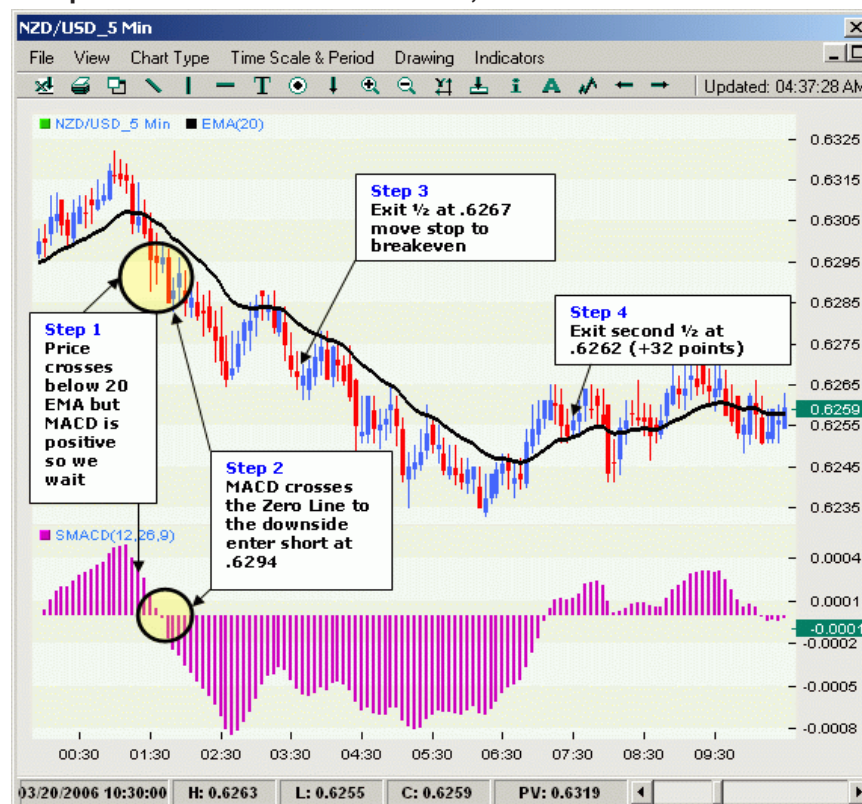 NZD/USD_5 Min
File View Chart Type Time Scale & Period Drawing Indicators
T i A Updated: 04:37:28 AM
NZD/USD_5 Min EMA(20)
0.6325
0.6315
0.6305
0.6295
0.6285
0.6275
0.6265
0.6259
0.6255
0.6245
0.6235
Step 3
Exit ½ at .6267
move stop to
breakeven
Step 4
Exit second ½ at
.6262 (+32 points)
Step 1
Price
crosses
below 20
EMA but
MACD is
positive
so we
wait
Step 2
MACD crosses
the Zero Line to
the downside
enter short at
.6294
SMACD(12,26,9)
0.0004
0.0001
-0.0001
-0.0002
-0.0005
-0.0008
00:30 01:30 02:30 03:30 04:30 05:30 06:30 07:30 08:30 09:30
03/20/2006 10:30:00 H: 0.6263 L: 0.6255 C: 0.6259 PV: 0.6319